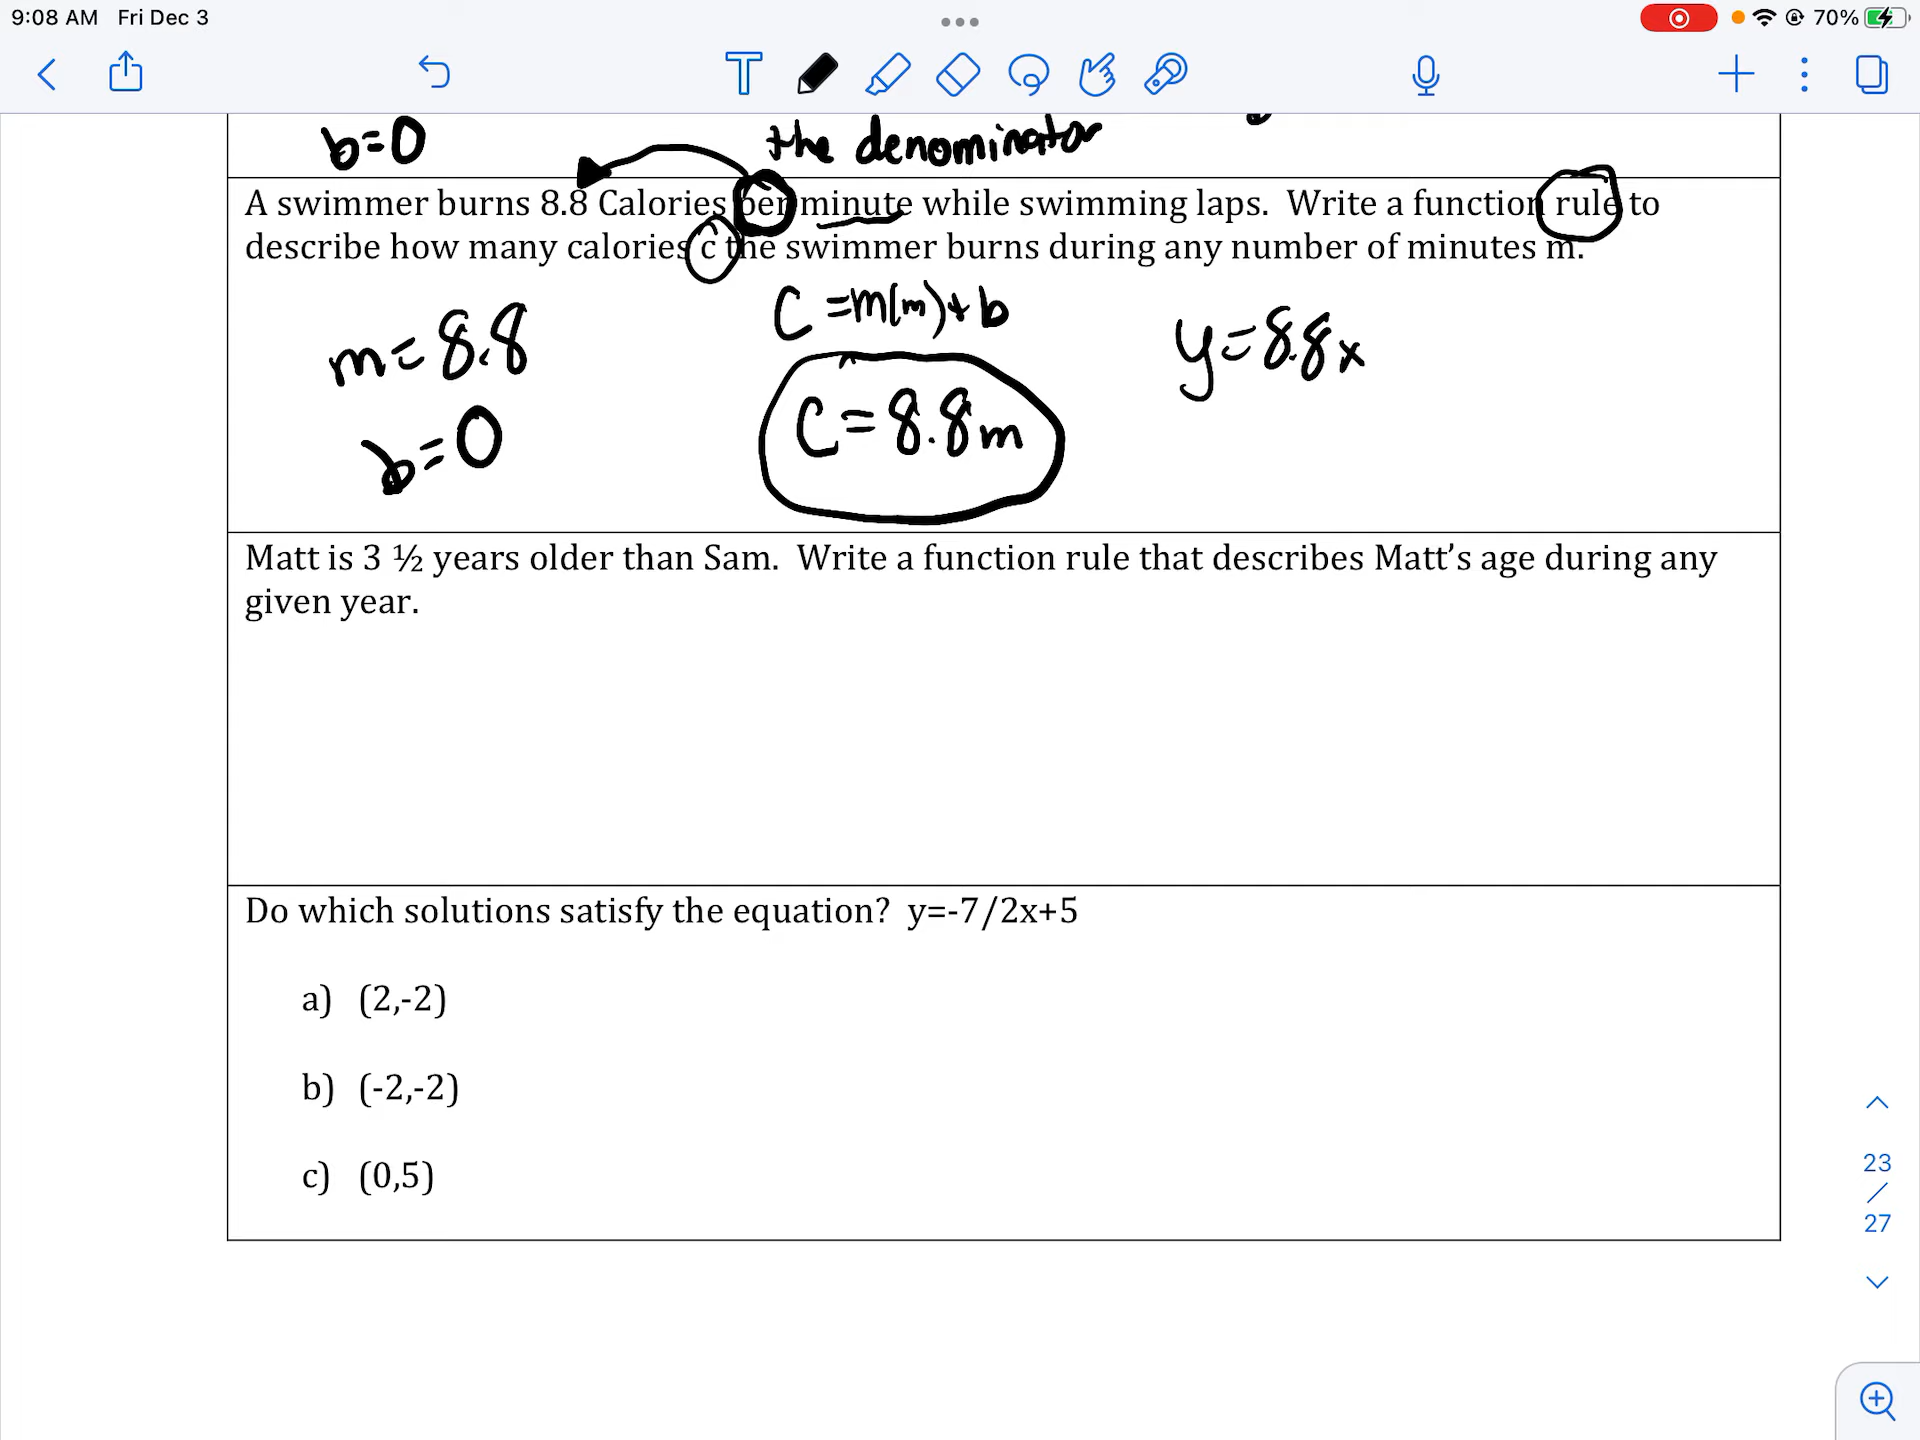 9:08 AM Fri Dec 3
70%
T
b=0
the denominator
A swimmer burns 8.8 Calories per minute while swimming laps. Write a function rule to
describe how many calories c the swimmer burns during any number of minutes m.
m=8.8
b=0
C=m(m)+b
C=8.8m
y=8.8x
Matt is 3 ½ years older than Sam. Write a function rule that describes Matt’s age during any
given year.
Do which solutions satisfy the equation? y=-7/2x+5
a) (2,-2)
b) (-2,-2)
c) (0,5)
23
/
27